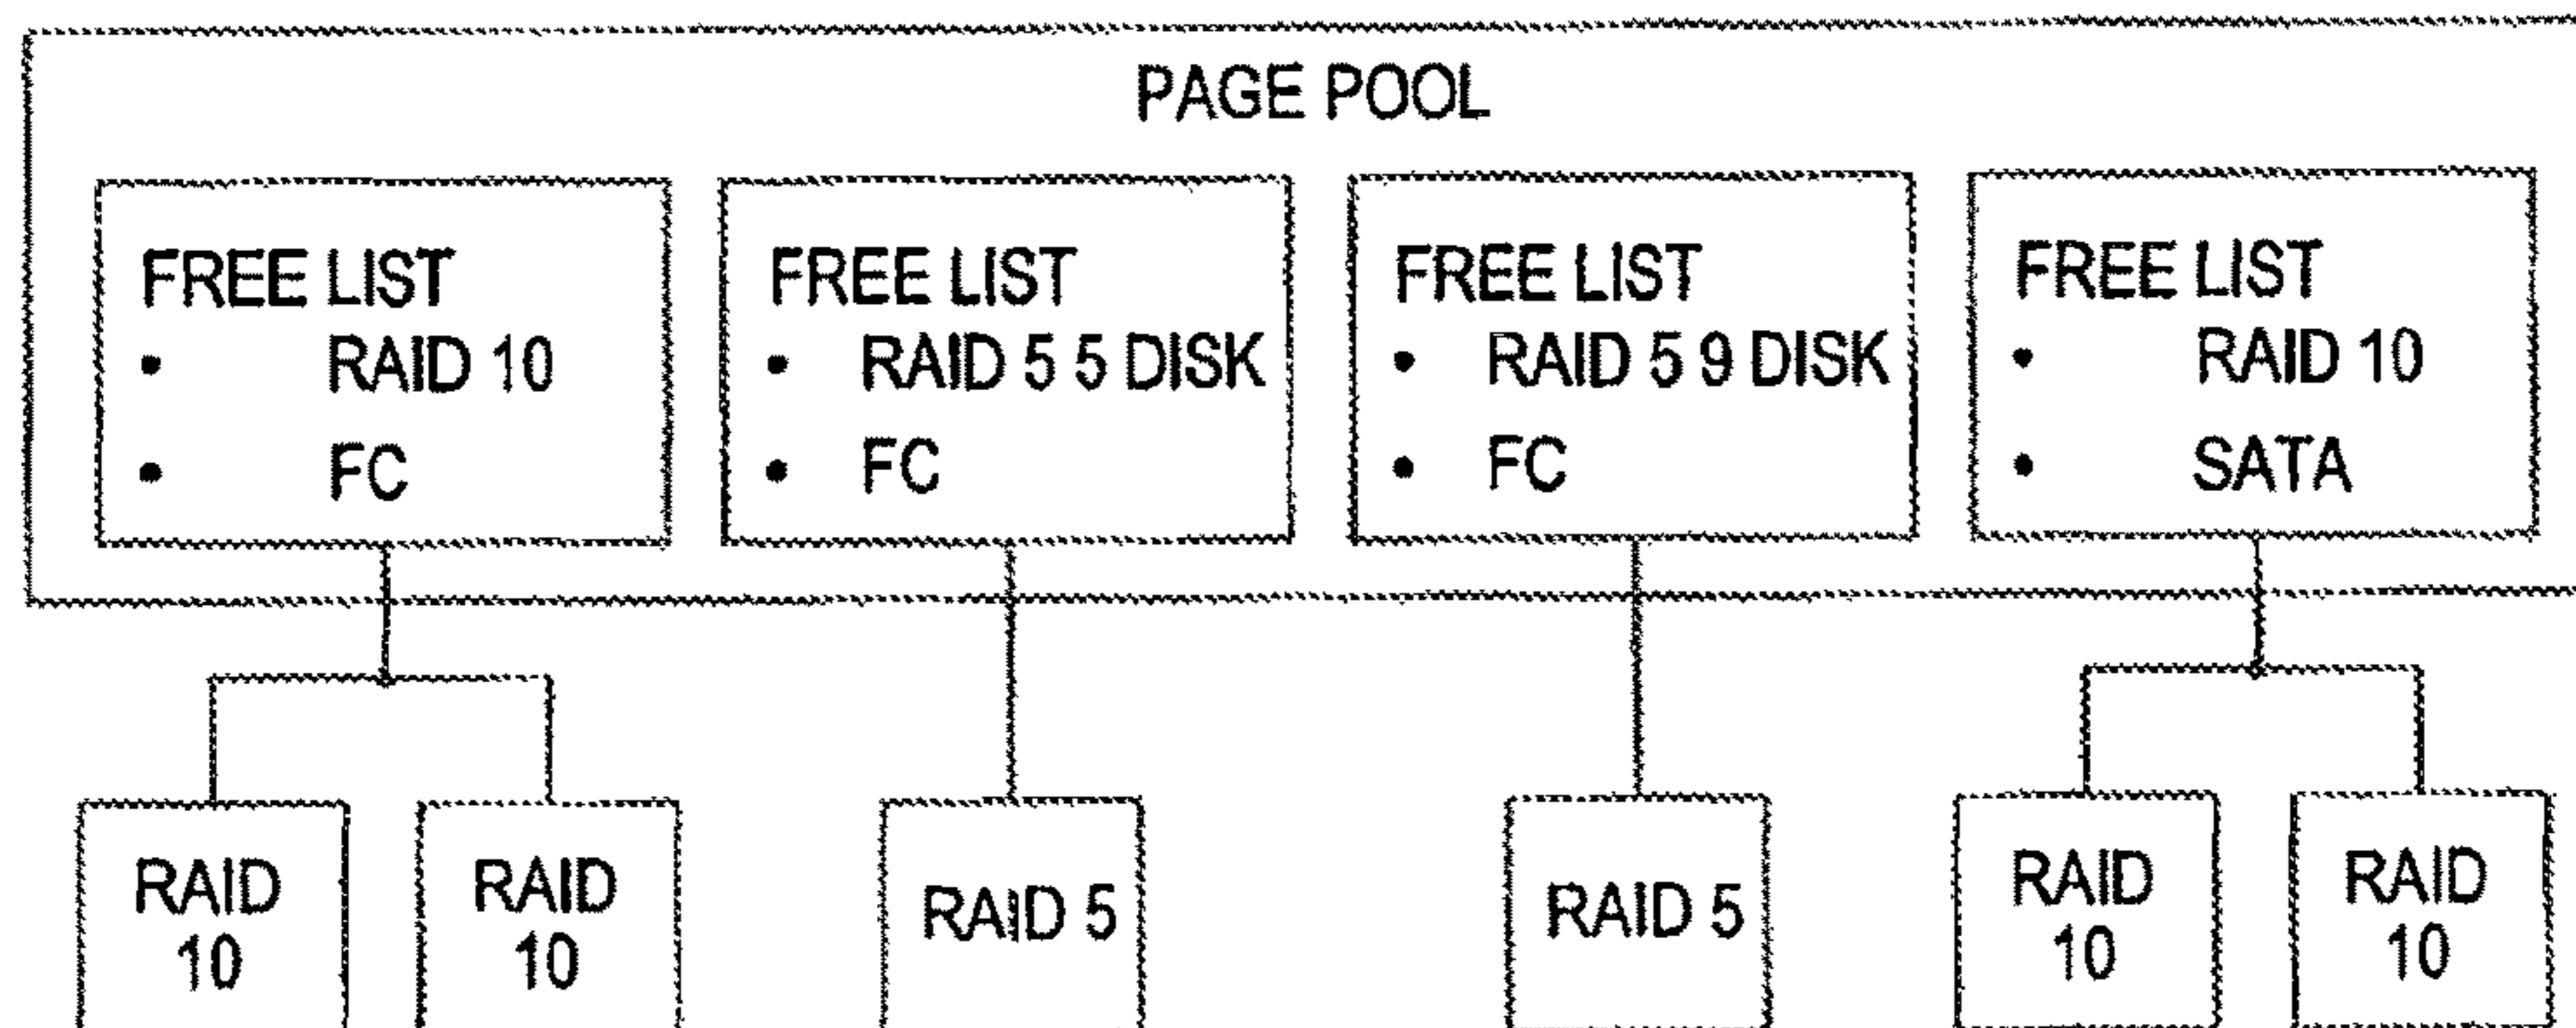 PAGE POOL
FREE LIST
• RAID 10
• FC
FREE LIST
• RAID 5 5 DISK
• FC
FREE LIST
• RAID 5 9 DISK
• FC
FREE LIST
• RAID 10
• SATA
RAID
10
RAID
10
RAID 5
RAID 5
RAID
10
RAID
10